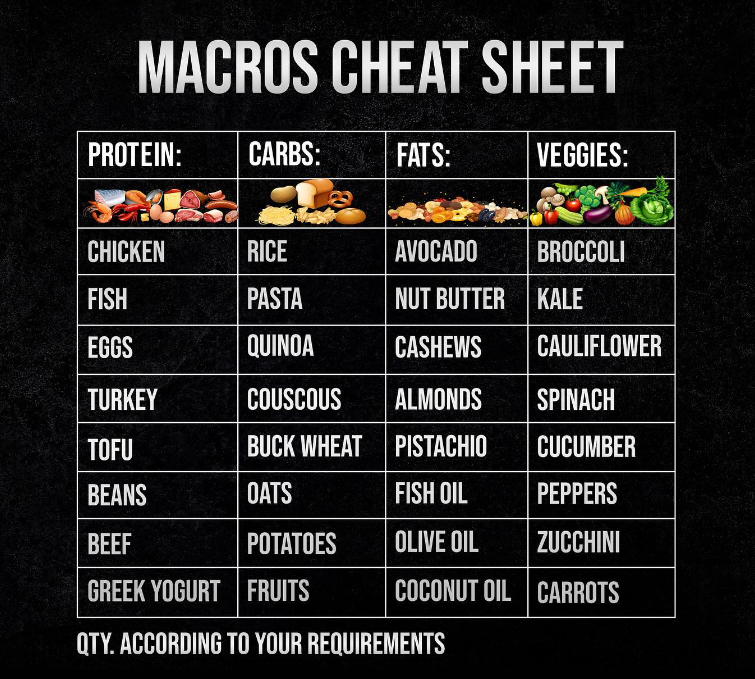 MACROS CHEAT SHEET
PROTEIN: CARBS: FATS: VEGGIES:
CHICKEN RICE AVOCADO BROCCOLI
FISH PASTA NUT BUTTER KALE
EGGS QUINOA CASHEWS CAULIFLOWER
TURKEY COUSCOUS ALMONDS SPINACH
TOFU BUCK WHEAT PISTACHIO CUCUMBER
BEANS OATS FISH OIL PEPPERS
BEEF POTATOES OLIVE OIL ZUCCHINI
GREEK YOGURT FRUITS COCONUT OIL CARROTS
QTY. ACCORDING TO YOUR REQUIREMENTS